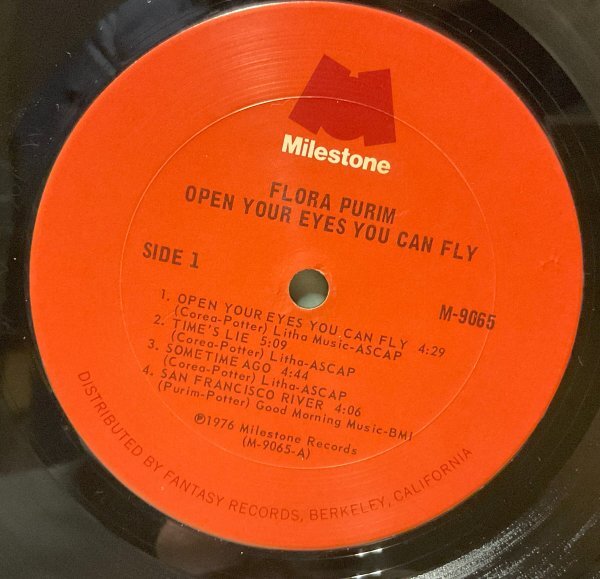 Milestone
FLORA PURIM
OPEN YOUR EYES YOU CAN FLY
SIDE 1
M-9065
1. OPEN YOUR EYES YOU CAN FLY 4:29
(Corea-Potter) Litha Music-ASCAP
2. TIME'S LIE 5:09
(Corea-Potter) Litha-ASCAP
3. SOMETIME AGO 4:44
(Corea-Potter) Litha-ASCAP
4. SAN FRANCISCO RIVER 4:06
(Purim-Potter) Good Morning Music-BMI
℗1976 Milestone Records
(M-9065-A)
DISTRIBUTED BY FANTASY RECORDS, BERKELEY, CALIFORNIA